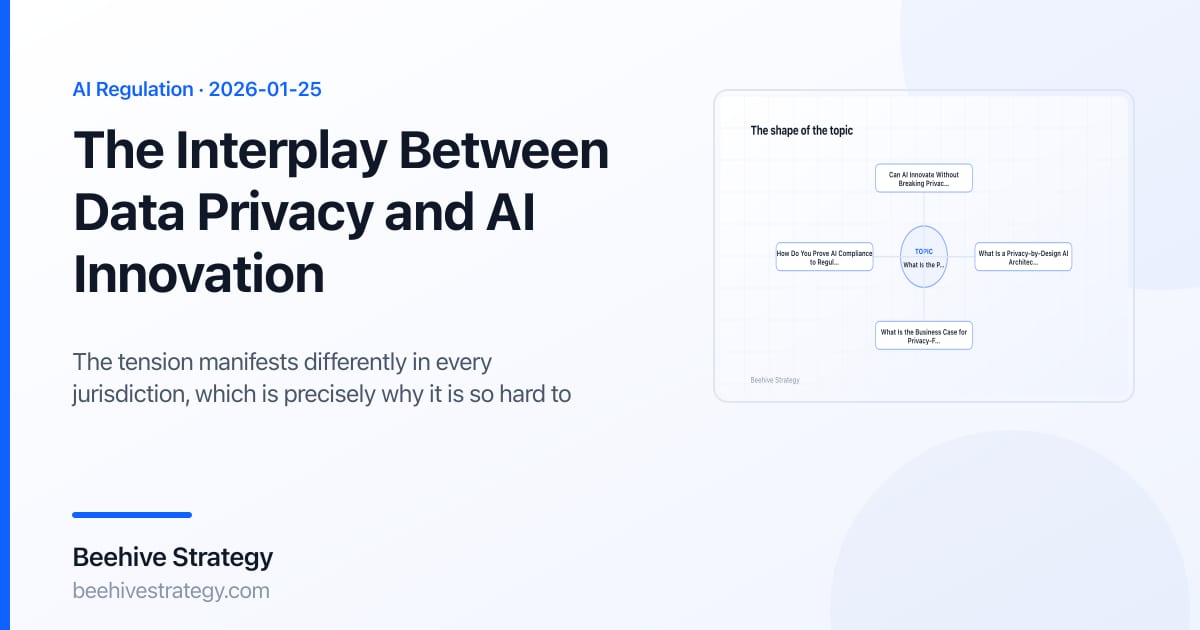 AI Regulation · 2026-01-25
The Interplay Between
Data Privacy and AI
Innovation
The tension manifests differently in every
jurisdiction, which is precisely why it is so hard to
Beehive Strategy
beehivestrategy.com
The shape of the topic
Can AI Innovate Without
Breaking Privac...
How Do You Prove AI Compliance
to Regul...
TOPIC
What Is the P...
What Is a Privacy-by-Design AI
Architec...
What Is the Business Case for
Privacy-F...
Beehive Strategy